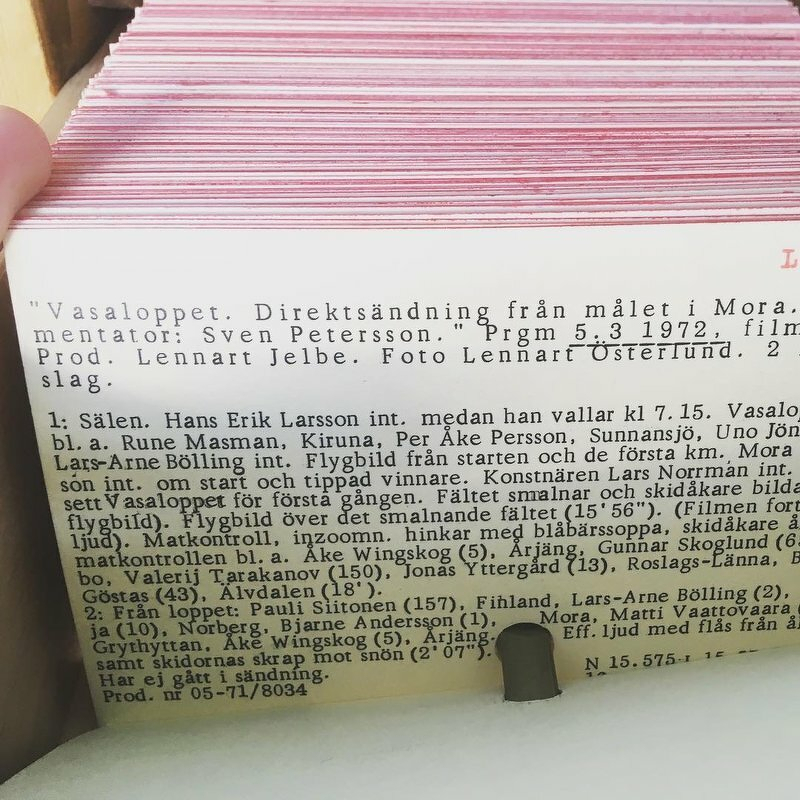 L
"Vasaloppet. Direktsändning från målet i Mora.
mentator: Sven Petersson." Prgm 5.3 1972, film
Prod. Lennart Jelbe. Foto Lennart Österlund. 2
slag.
1: Sälen. Hans Erik Larsson int. medan han vallar kl 7.15. Vasalo
bl. a. Rune Masman, Kiruna, Per Åke Persson, Sunnansjö, Uno Jön
Lars-Arne Bölling int. Flygbild från starten och de första km. Mora
son int. om start och tippad vinnare. Konstnären Lars Norrman int.
sett Vasaloppet för första gången. Fältet smalnar och skidåkare bilda
flygbild). Flygbild över det smalnande fältet (15'56"). (Filmen fort
ljud). Matkontroll, inzoomn. hinkar med blåbärssoppa, skidåkare å
matkontrollen bl. a. Åke Wingskog (5), Årjäng, Gunnar Skoglund (6
bo, Valerij Tarakanov (150), Jonas Yttergård (13), Roslags-Länna, B
Göstas (43), Älvdalen (18').
2: Från loppet: Pauli Siitonen (157), Finland, Lars-Arne Bölling (2),
ja (10), Norberg, Bjarne Andersson (1), Mora, Matti Vaattovaara (
Grythyttan, Åke Wingskog (5), Årjäng. Eff. ljud med flås från å
samt skidornas skrap mot snön (2'07").
Har ej gått i sändning. N 15.575
Prod. nr 05-71/8034